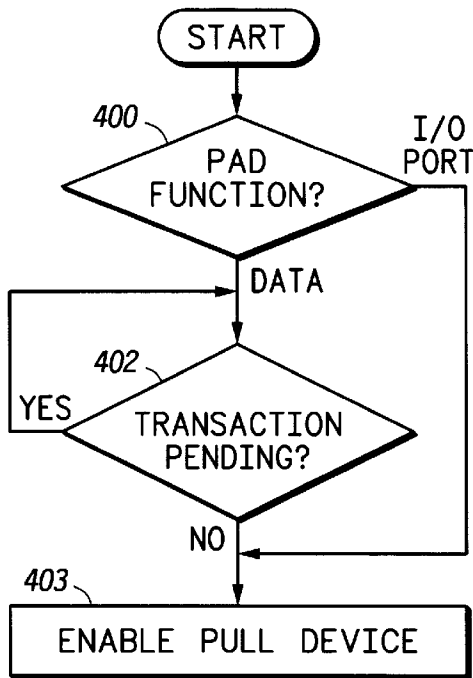 START
400
PAD
FUNCTION?
I/O
PORT
DATA
402
YES
TRANSACTION
PENDING?
NO
403
ENABLE PULL DEVICE